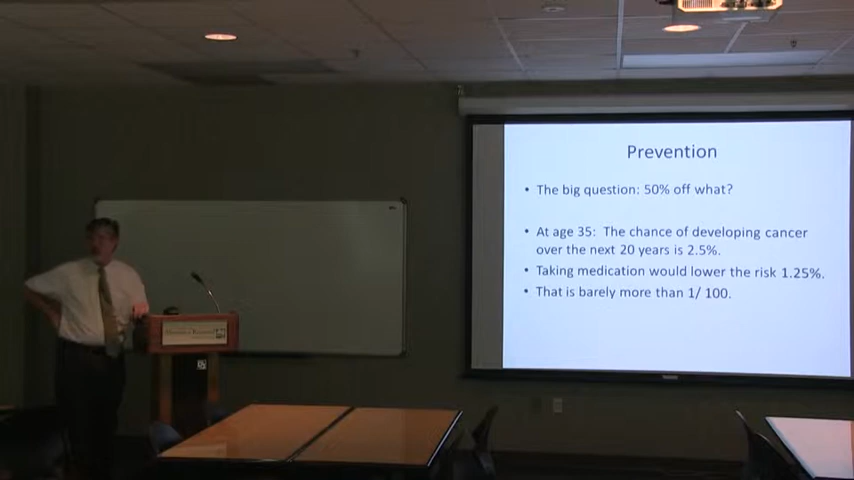 Prevention
• The big question: 50% off what?
• At age 35: The chance of developing cancer
over the next 20 years is 2.5%.
• Taking medication would lower the risk 1.25%.
• That is barely more than 1/ 100.